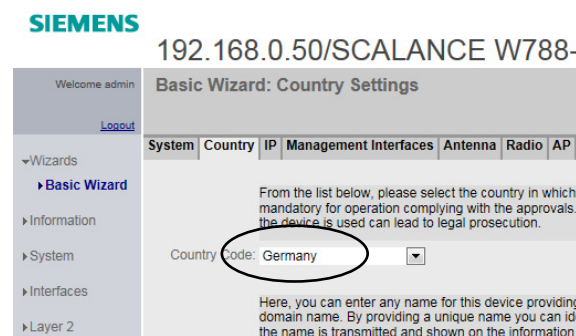 SIEMENS
192.168.0.50/SCALANCE W788-
Welcome admin
Basic Wizard: Country Settings
Logout
System Country IP Management Interfaces Antenna Radio AP
Wizards
Basic Wizard
From the list below, please select the country in which
mandatory for operation complying with the approvals.
Information
the device is used can lead to legal prosecution.
System
Country Code: Germany
Interfaces
Here, you can enter any name for this device providing
domain name. By providing a unique name you can id
Layer 2
the name is transmitted and shown on the information